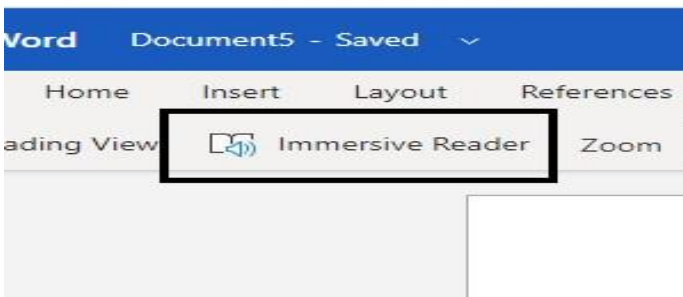 Word Document5 - Saved
Home Insert Layout References
ading View Immersive Reader Zoom